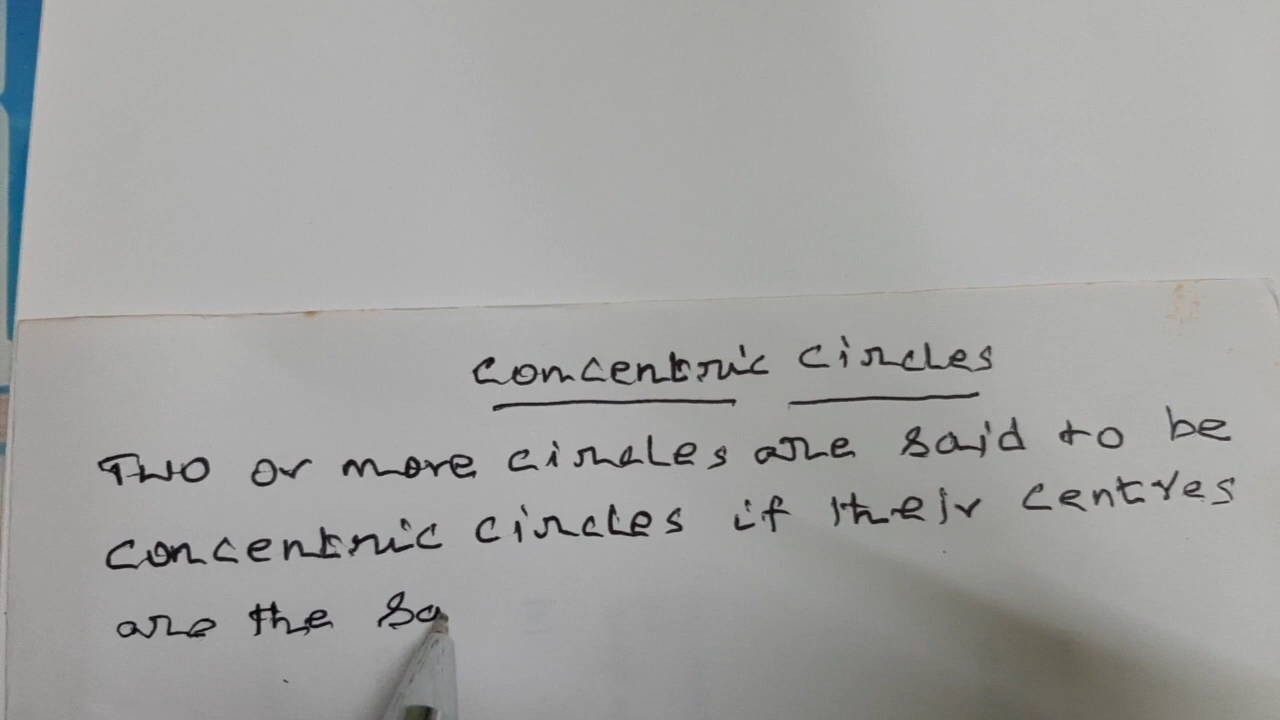 Concentric Circles
Two or more circles are said to be
concentric circles if their centres
are the sa